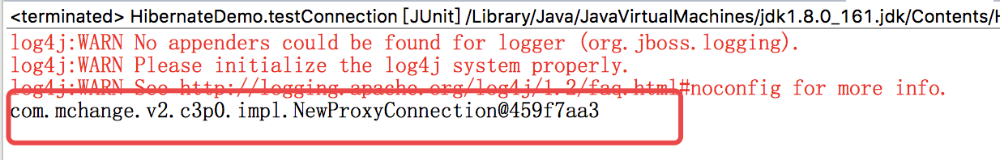 <terminated> HibernateDemo.testConnection [JUnit] /Library/Java/JavaVirtualMachines/jdk1.8.0_161.jdk/Contents/H
log4j:WARN No appenders could be found for logger (org.jboss.logging).
log4j:WARN Please initialize the log4j system properly.
log4j:WARN See http://logging.apache.org/log4j/1.2/faq.html#noconfig for more info.
com.mchange.v2.c3p0.impl.NewProxyConnection@459f7aa3